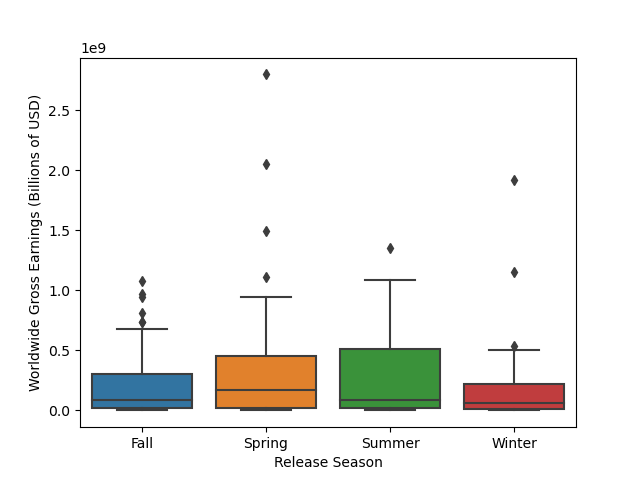 1e9
2.5
2.0
1.5
1.0
0.5
0.0
Worldwide Gross Earnings (Billions of USD)
Fall Spring Summer Winter
Release Season